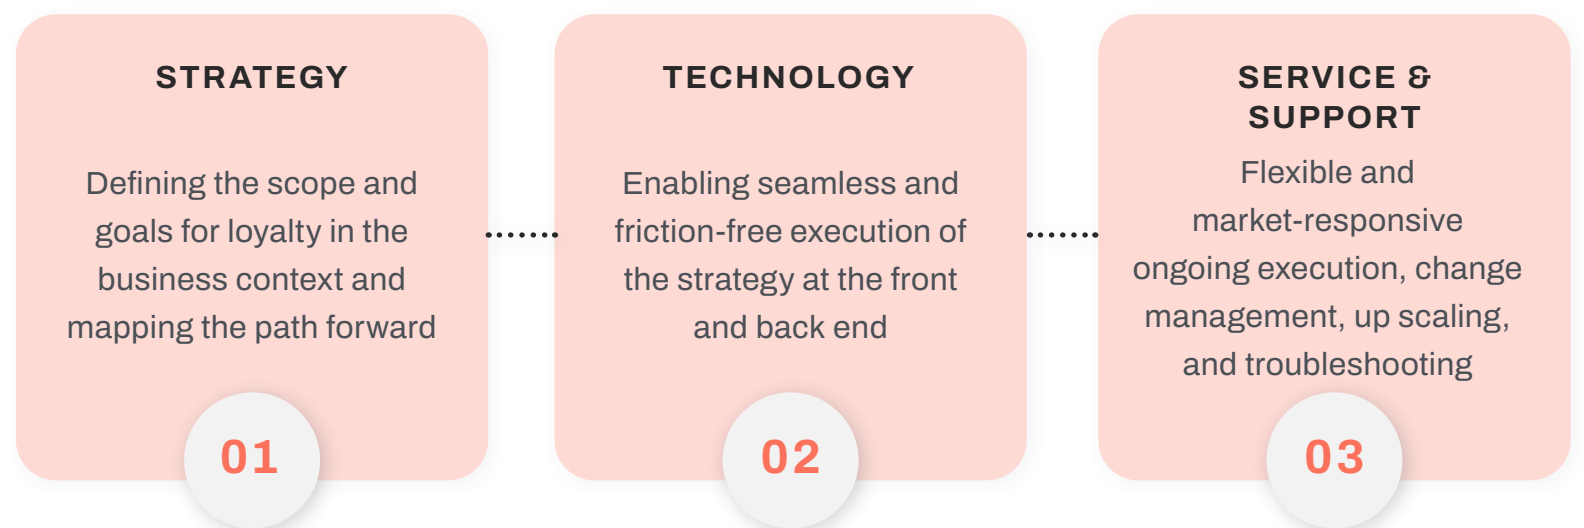 STRATEGY
Defining the scope and
goals for loyalty in the
business context and
mapping the path forward
01
TECHNOLOGY
Enabling seamless and
friction-free execution of
the strategy at the front
and back end
02
SERVICE &
SUPPORT
Flexible and
market-responsive
ongoing execution, change
management, up scaling,
and troubleshooting
03